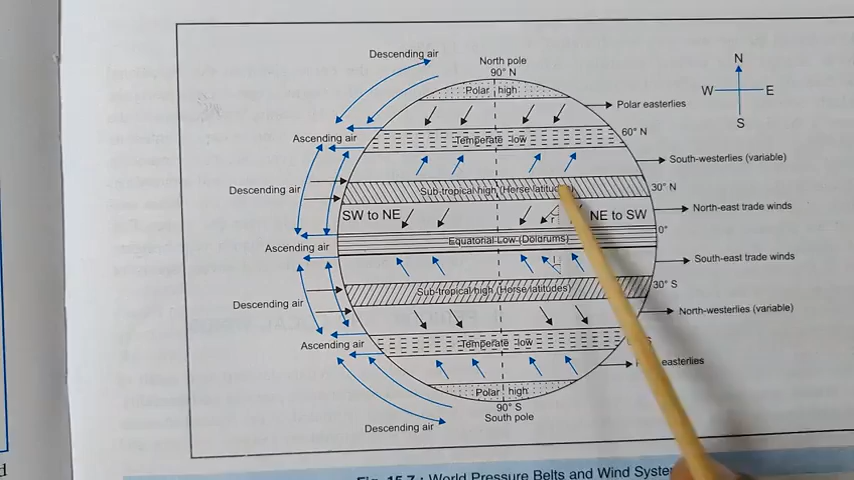 Descending air
North pole
90° N
Polar high
Polar easterlies
N
W E
S
Ascending air
Temperate low
60° N
South-westerlies (variable)
Descending air
Sub-tropical high (Horse latitudes)
30° N
SW to NE
NE to SW
North-east trade winds
0°
Ascending air
Equatorial Low (Doldrums)
South-east trade winds
Descending air
Sub-tropical high (Horse latitudes)
30° S
North-westerlies (variable)
Ascending air
Temperate low
S
easterlies
Polar high
90° S
South pole
Descending air
Fig. 15.7 : World Pressure Belts and Wind System